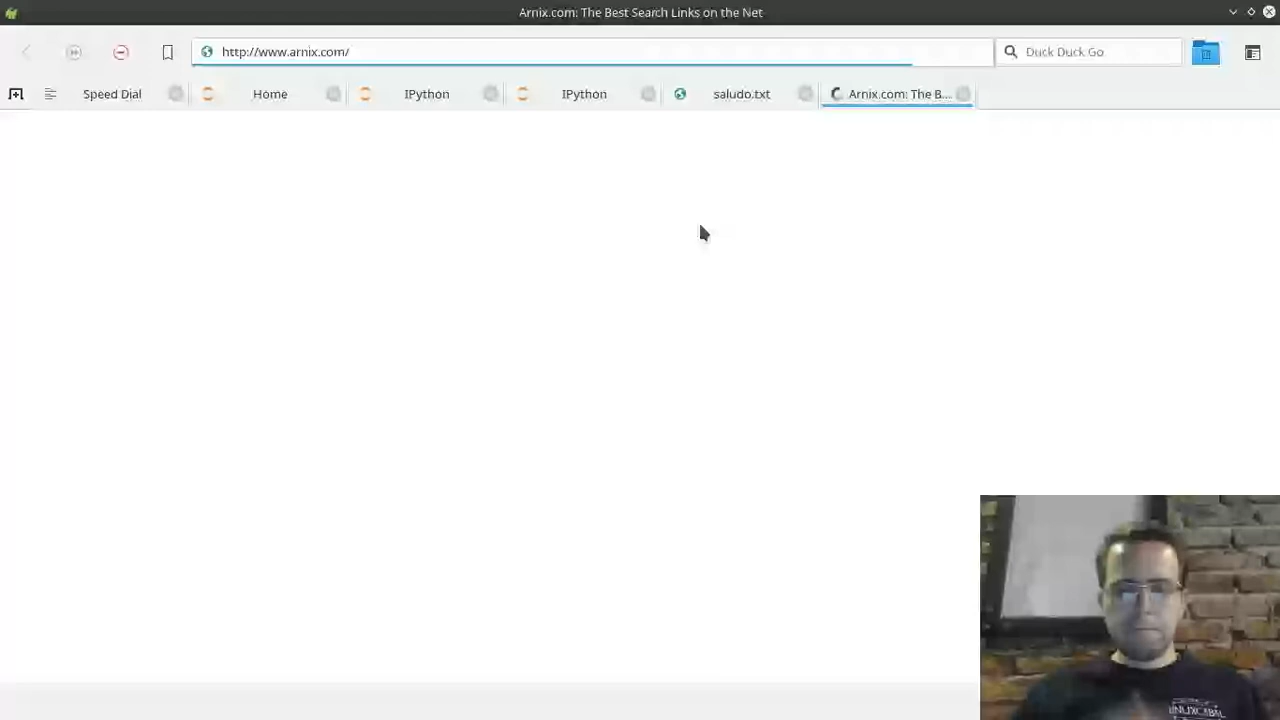 Arnix.com: The Best Search Links on the Net
http://www.arnix.com/
Duck Duck Go
Speed Dial
Home
IPython
IPython
saludo.txt
Arnix.com: The B...